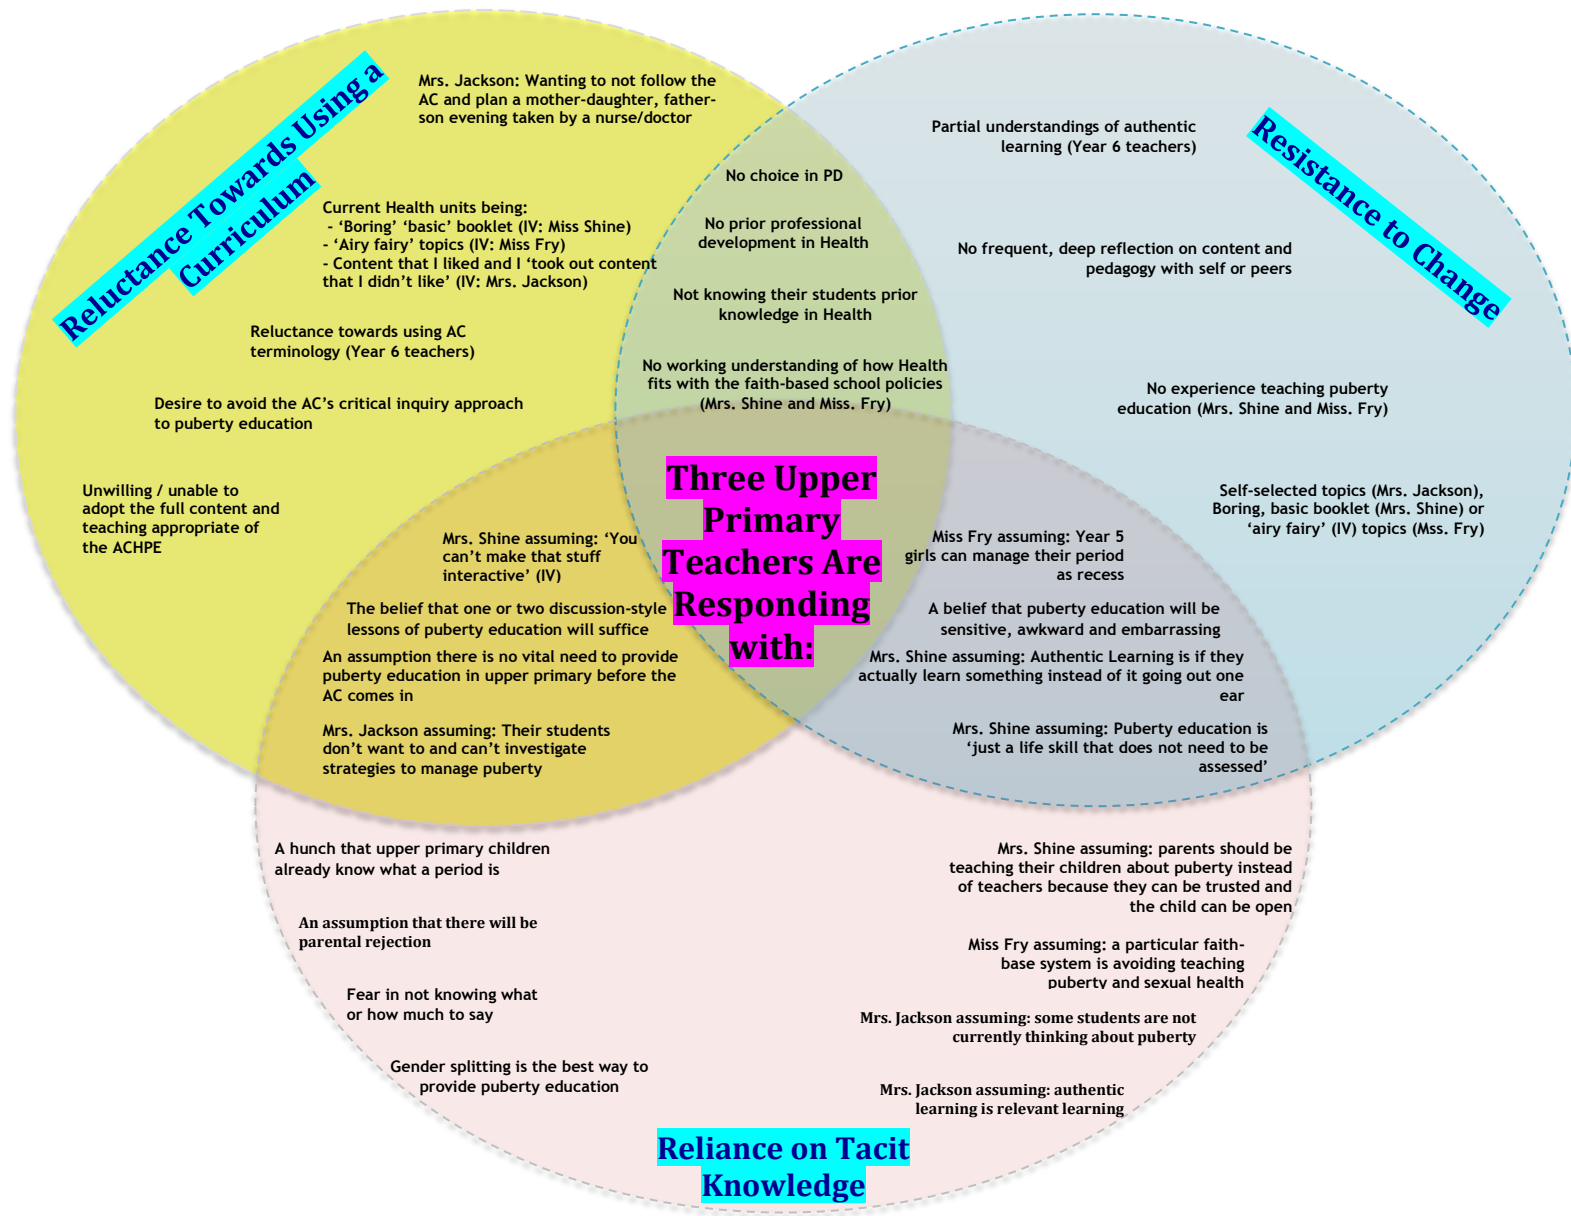 Reluctance Towards Using a
Curriculum
Mrs. Jackson: Wanting to not follow the
AC and plan a mother-daughter, father-
son evening taken by a nurse/doctor
Current Health units being:
- ‘Boring’ ‘basic’ booklet (IV: Miss Shine)
- ‘Airy fairy’ topics (IV: Miss Fry)
- Content that I liked and I ‘took out content
that I didn’t like’ (IV: Mrs. Jackson)
Reluctance towards using AC
terminology (Year 6 teachers)
Desire to avoid the AC’s critical inquiry approach
to puberty education
Unwilling / unable to
adopt the full content and
teaching appropriate of
the ACHPE
No choice in PD
No prior professional
development in Health
Not knowing their students prior
knowledge in Health
No working understanding of how Health
fits with the faith-based school policies
(Mrs. Shine and Miss. Fry)
Resistance to Change
Partial understandings of authentic
learning (Year 6 teachers)
No frequent, deep reflection on content and
pedagogy with self or peers
No experience teaching puberty
education (Mrs. Shine and Miss. Fry)
Self-selected topics (Mrs. Jackson),
Boring, basic booklet (Mrs. Shine) or
‘airy fairy’ (IV) topics (Mss. Fry)
Three Upper
Primary
Teachers Are
Responding
with:
Mrs. Shine assuming: ‘You
can’t make that stuff
interactive’ (IV)
The belief that one or two discussion-style
lessons of puberty education will suffice
An assumption there is no vital need to provide
puberty education in upper primary before the
AC comes in
Mrs. Jackson assuming: Their students
don’t want to and can’t investigate
strategies to manage puberty
Miss Fry assuming: Year 5
girls can manage their period
as recess
A belief that puberty education will be
sensitive, awkward and embarrassing
Mrs. Shine assuming: Authentic Learning is if they
actually learn something instead of it going out one
ear
Mrs. Shine assuming: Puberty education is
‘just a life skill that does not need to be
assessed’
A hunch that upper primary children
already know what a period is
An assumption that there will be
parental rejection
Fear in not knowing what
or how much to say
Gender splitting is the best way to
provide puberty education
Mrs. Shine assuming: parents should be
teaching their children about puberty instead
of teachers because they can be trusted and
the child can be open
Miss Fry assuming: a particular faith-
base system is avoiding teaching
puberty and sexual health
Mrs. Jackson assuming: some students are not
currently thinking about puberty
Mrs. Jackson assuming: authentic
learning is relevant learning
Reliance on Tacit
Knowledge